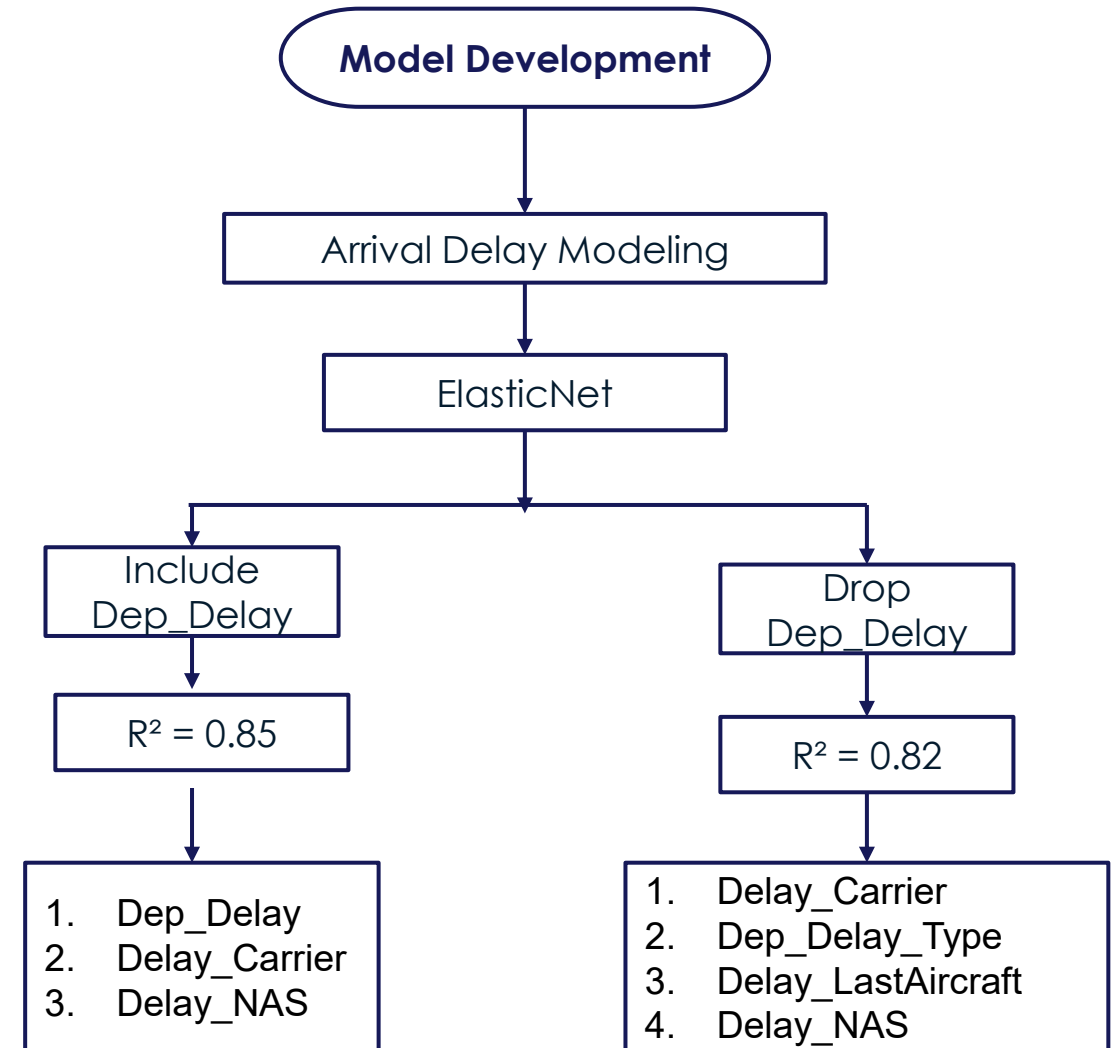 Model Development
Arrival Delay Modeling
ElasticNet
Include
Dep_Delay
R² = 0.85
1. Dep_Delay
2. Delay_Carrier
3. Delay_NAS
Drop
Dep_Delay
R² = 0.82
1. Delay_Carrier
2. Dep_Delay_Type
3. Delay_LastAircraft
4. Delay_NAS